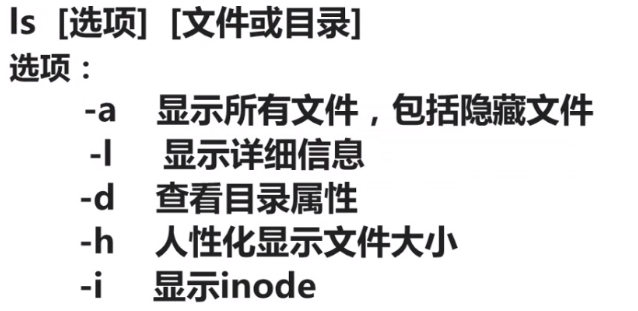 ls [选项] [文件或目录]
选项：
-a 显示所有文件，包括隐藏文件
-l 显示详细信息
-d 查看目录属性
-h 人性化显示文件大小
-i 显示inode